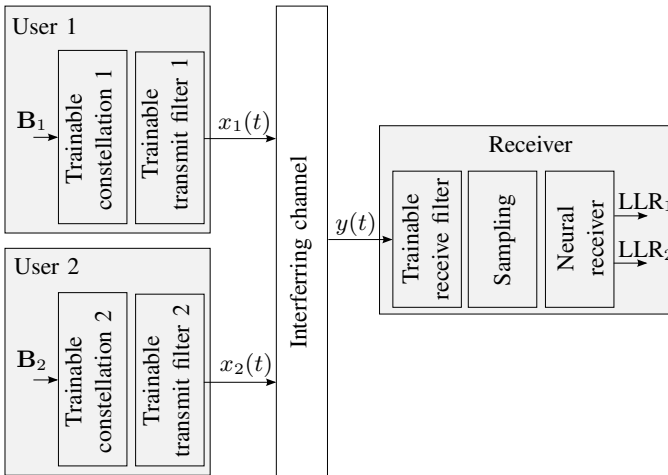 User 1
B₁
Trainable
constellation 1
Trainable
transmit filter 1
x₁(t)
User 2
B₂
Trainable
constellation 2
Trainable
transmit filter 2
x₂(t)
Interfering channel
y(t)
Receiver
Trainable
receive filter
Sampling
Neural
receiver
LLR₁
LLR₂